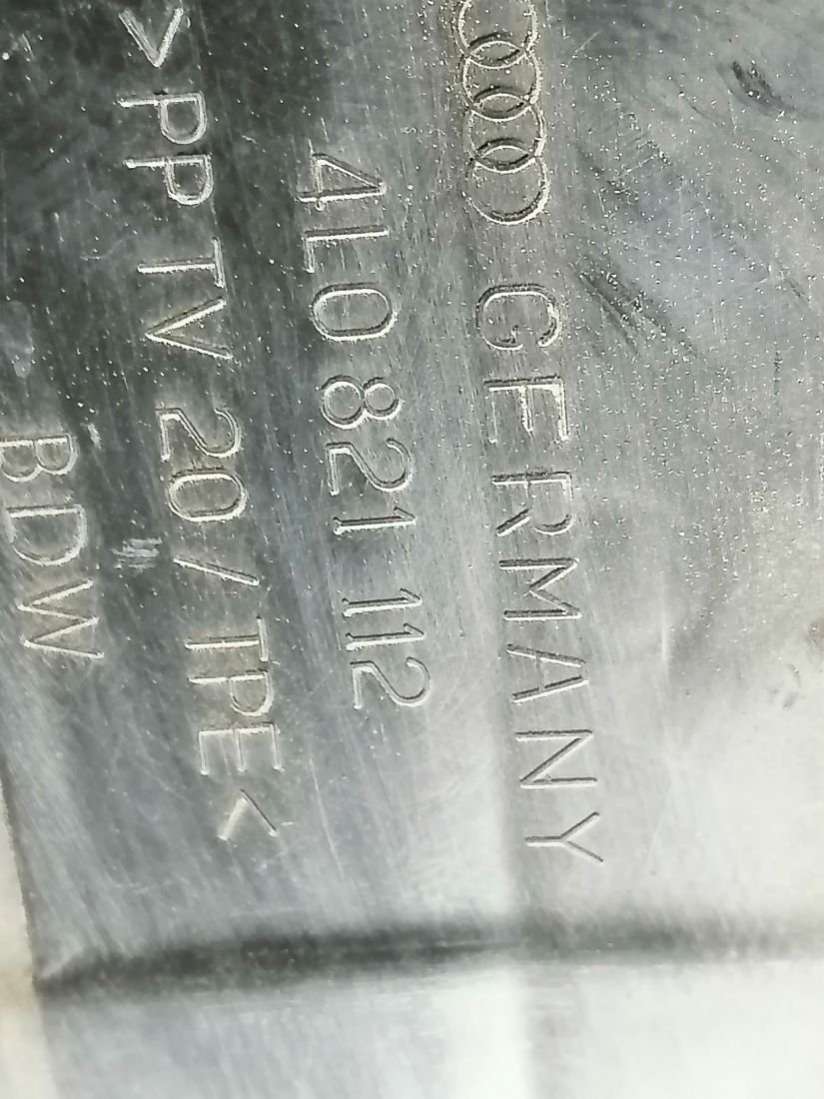 GERMANY
4L0 821 112
>PP TV 20/TPE<
BDW